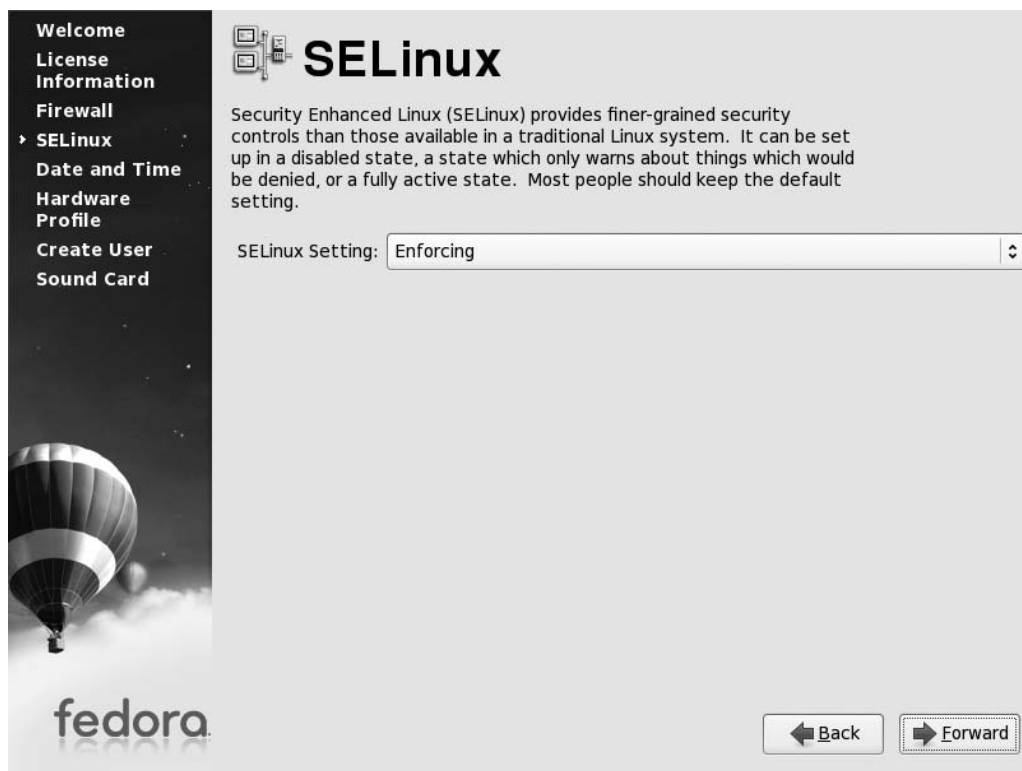 Welcome
License
Information
Firewall
SELinux
Date and Time
Hardware
Profile
Create User
Sound Card
fedora
SELinux
Security Enhanced Linux (SELinux) provides finer-grained security
controls than those available in a traditional Linux system. It can be set
up in a disabled state, a state which only warns about things which would
be denied, or a fully active state. Most people should keep the default
setting.
SELinux Setting: Enforcing
Back
Forward